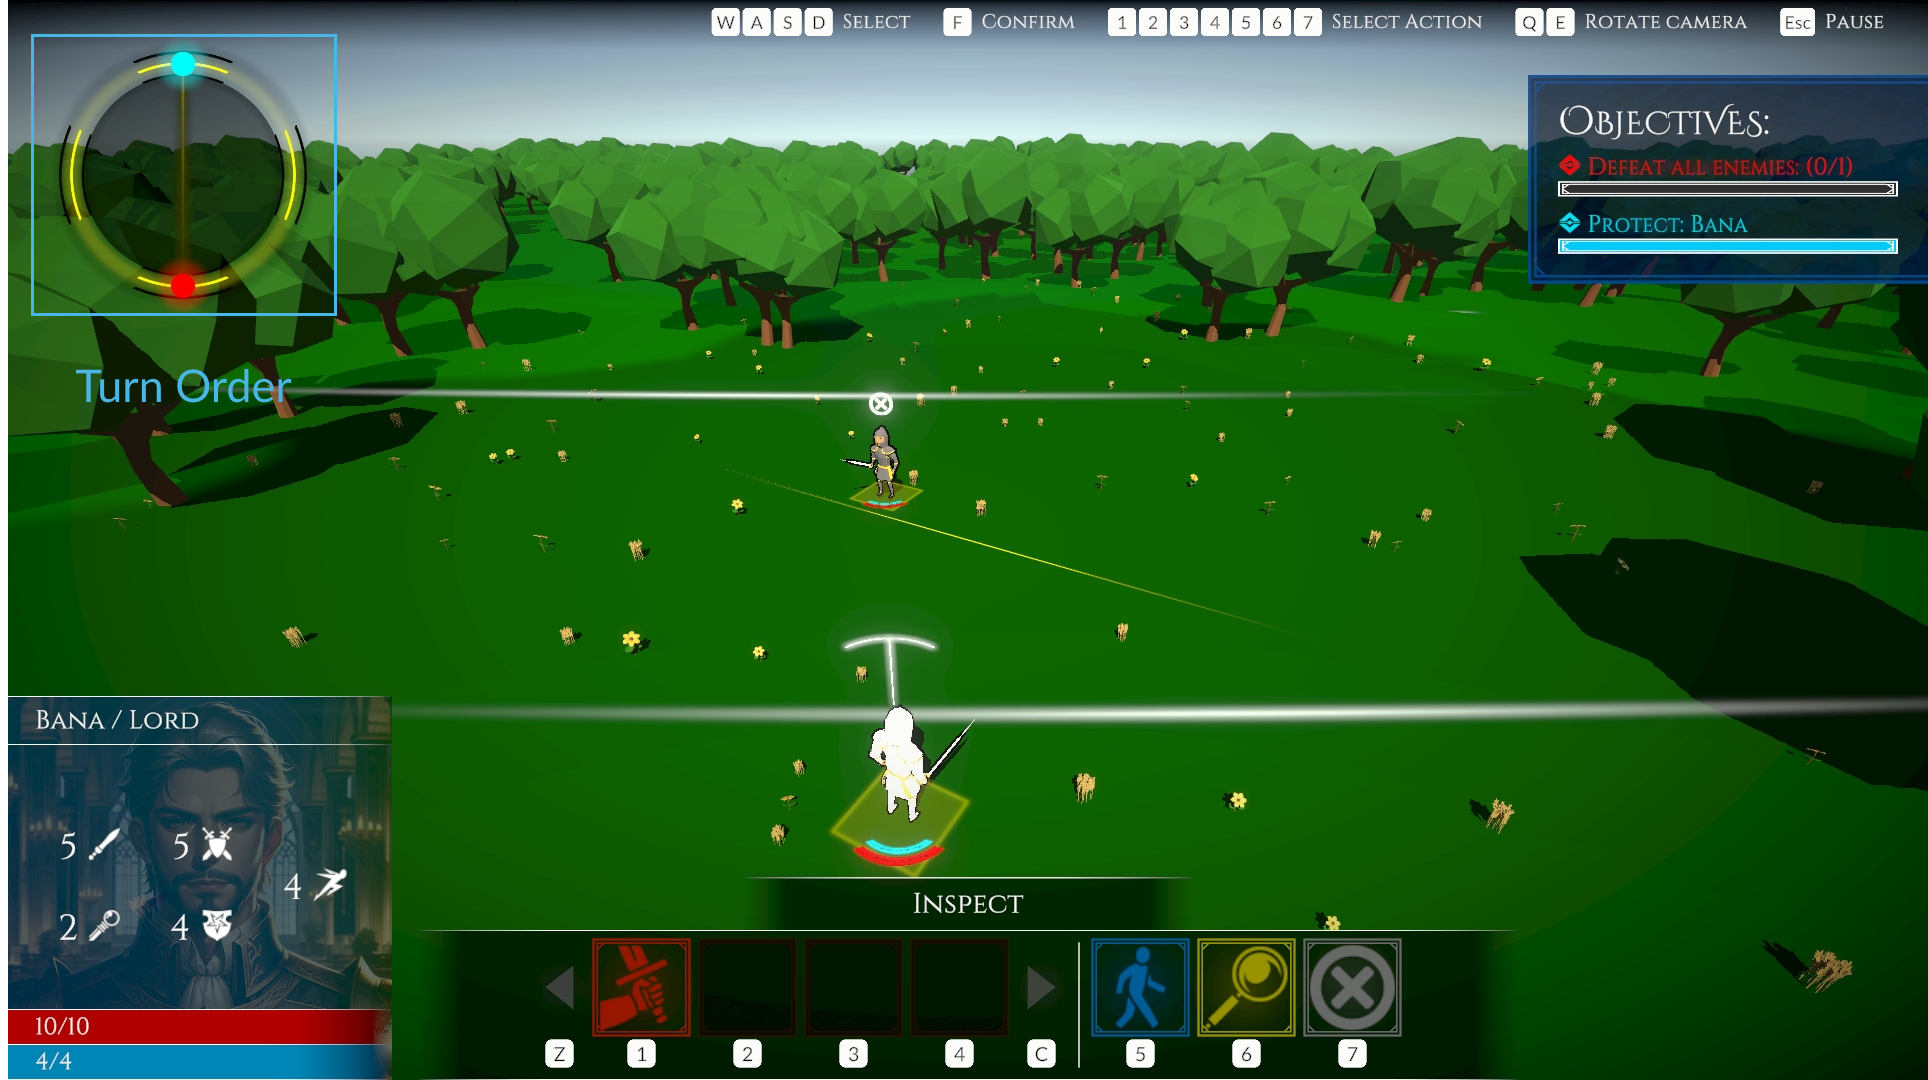 W A S D Select F Confirm 1 2 3 4 5 6 7 Select Action Q E Rotate camera Esc Pause
Objectives:
Defeat all enemies: (0/1)
Protect: Bana
Turn Order
Bana / Lord
5 5
4
2 4
10/10
4/4
Inspect
Z 1 2 3 4 C 5 6 7